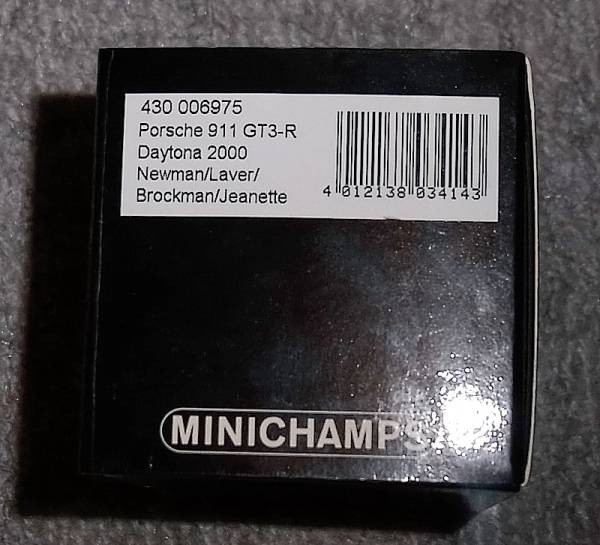 430 006975
Porsche 911 GT3-R
Daytona 2000
Newman/Laver/
Brockman/Jeanette
4 012138 034143
MINICHAMPS